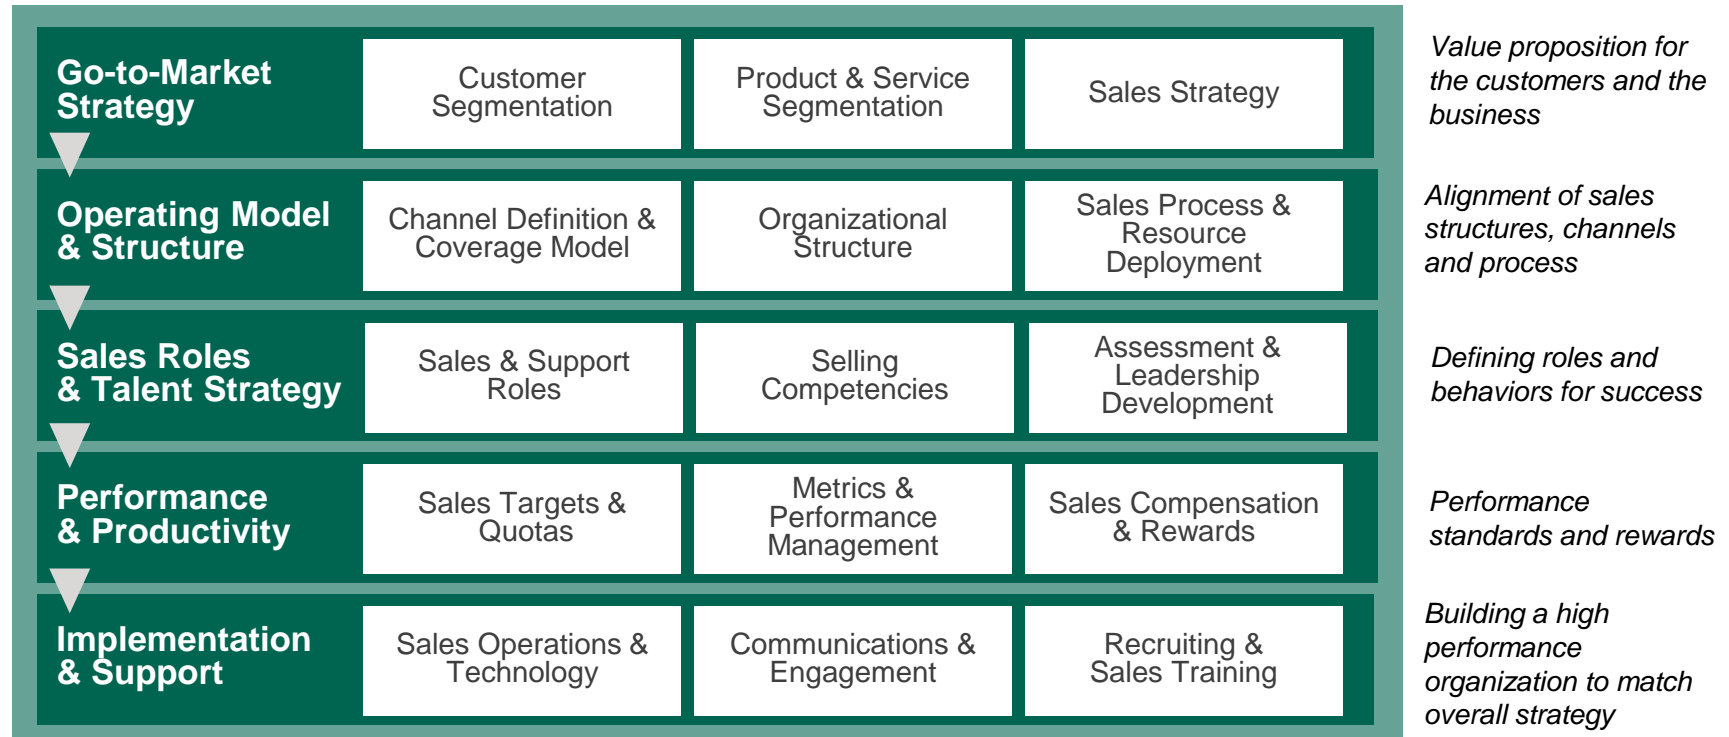 Go-to-Market
Strategy
Customer
Segmentation
Product & Service
Segmentation
Sales Strategy
Value proposition for
the customers and the
business
Operating Model
& Structure
Channel Definition &
Coverage Model
Organizational
Structure
Sales Process &
Resource
Deployment
Alignment of sales
structures, channels
and process
Sales Roles
& Talent Strategy
Sales & Support
Roles
Selling
Competencies
Assessment &
Leadership
Development
Defining roles and
behaviors for success
Performance
& Productivity
Sales Targets &
Quotas
Metrics &
Performance
Management
Sales Compensation
& Rewards
Performance
standards and rewards
Implementation
& Support
Sales Operations &
Technology
Communications &
Engagement
Recruiting &
Sales Training
Building a high
performance
organization to match
overall strategy